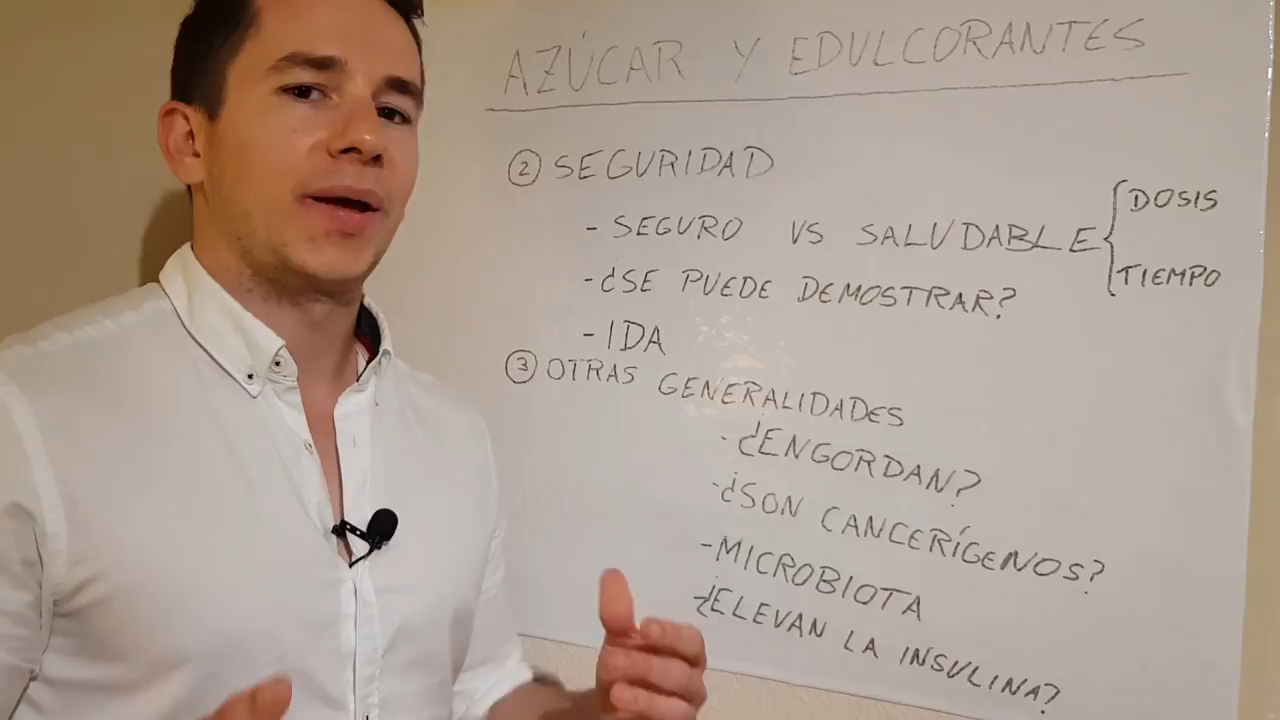 AZÚCAR Y EDULCORANTES
② SEGURIDAD
- SEGURO VS SALUDABLE { DOSIS
TIEMPO
- ¿SE PUEDE DEMOSTRAR?
- IDA
③ OTRAS GENERALIDADES
- ¿ENGORDAN?
- ¿SON CANCERÍGENOS?
- MICROBIOTA
- ¿ELEVAN LA INSULINA?